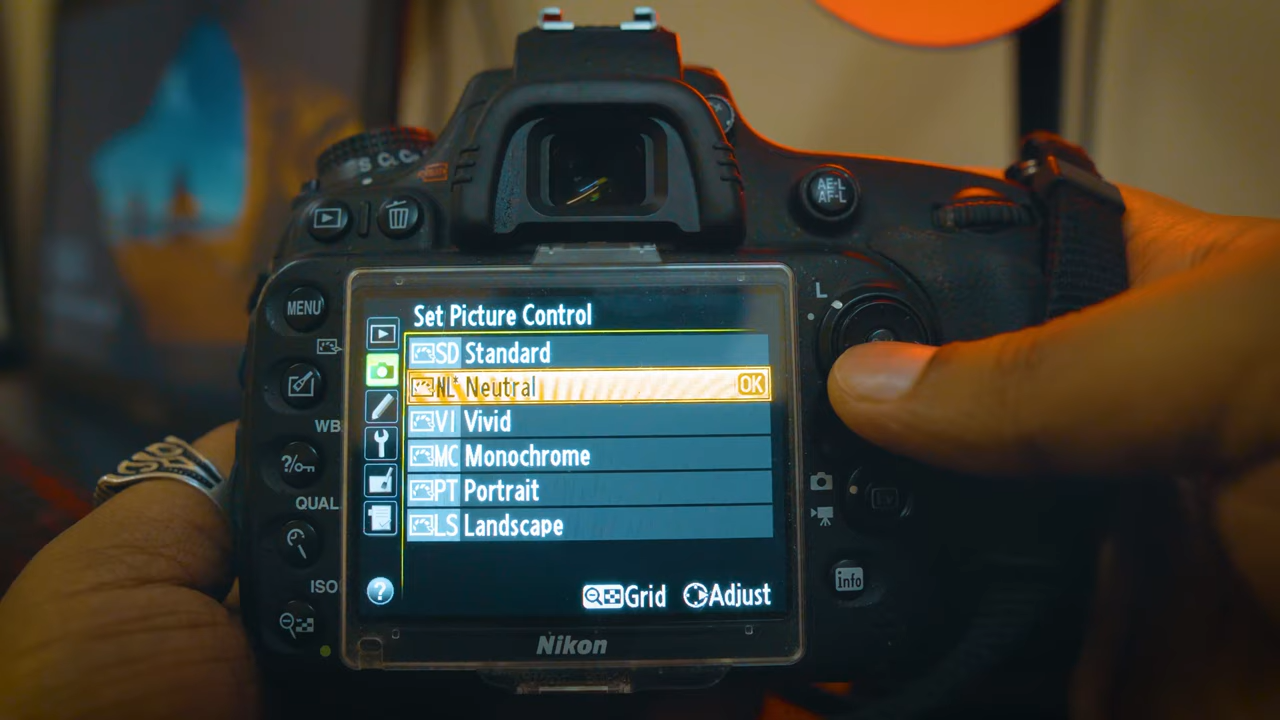 S C C
AE-L
AF-L
MENU
L
Set Picture Control
SD Standard
NL* Neutral OK
VI Vivid
WB
MC Monochrome
?/
PT Portrait
QUAL
LS Landscape
info
ISO
?
Grid Adjust
Nikon